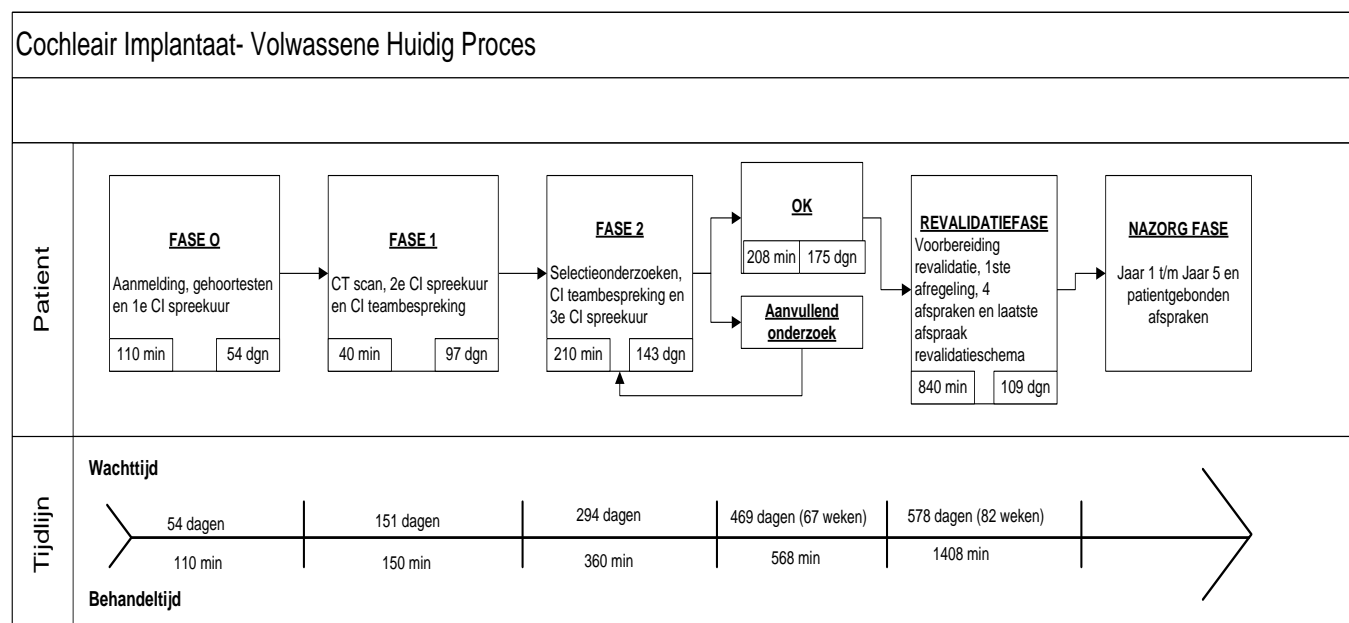 Cochleair Implantaat- Volwassene Huidig Proces
Patient
FASE O
Aanmelding, gehoortesten
en 1e CI spreekuur
110 min
54 dgn
FASE 1
CT scan, 2e CI spreekuur
en CI teambespreking
40 min
97 dgn
FASE 2
Selectieonderzoeken,
CI teambespreking en
3e CI spreekuur
210 min
143 dgn
OK
208 min
175 dgn
Aanvullend
onderzoek
REVALIDATIEFASE
Voorbereiding
revalidatie, 1ste
afregeling, 4
afspraken en laatste
afspraak
revalidatieschema
840 min
109 dgn
NAZORG FASE
Jaar 1 t/m Jaar 5 en
patientgebonden
afspraken
Tijdlijn
Wachttijd
54 dagen
151 dagen
294 dagen
469 dagen (67 weken)
578 dagen (82 weken)
110 min
150 min
360 min
568 min
1408 min
Behandeltijd